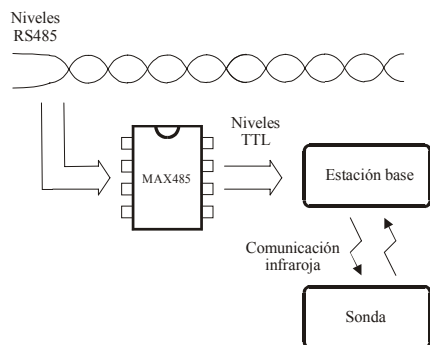 Niveles
RS485
Niveles
TTL
MAX485
Estación base
Comunicación
infraroja
Sonda